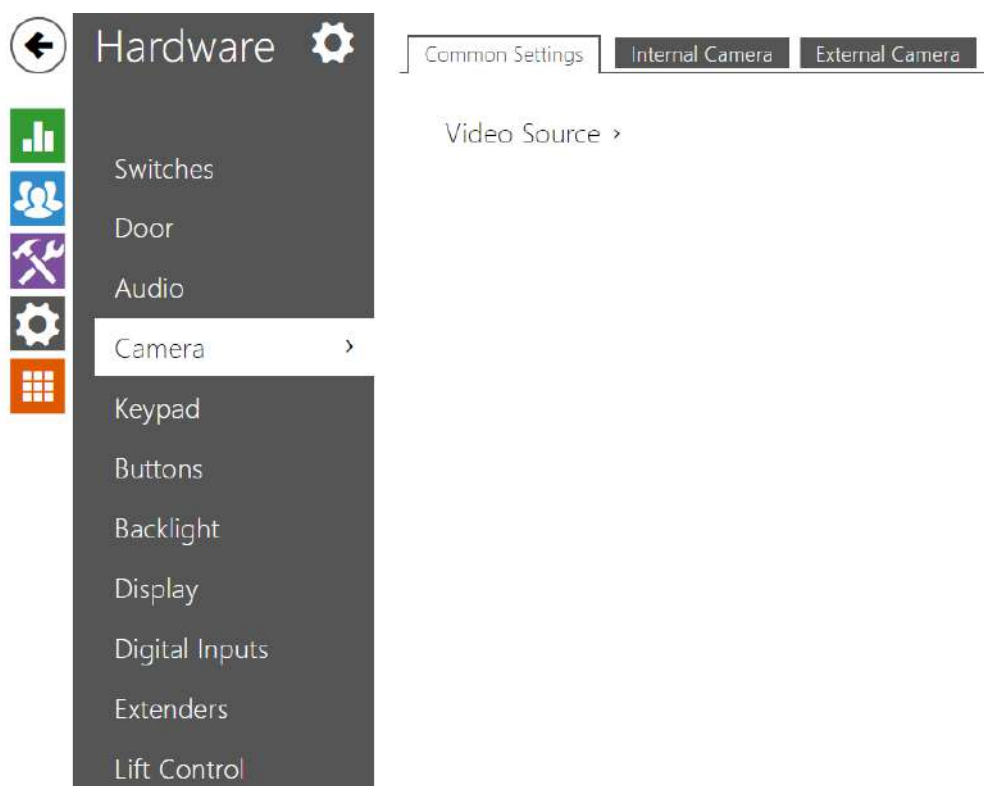 Hardware
Common Settings
Internal Camera
External Camera
Video Source ›
Switches
Door
Audio
Camera ›
Keypad
Buttons
Backlight
Display
Digital Inputs
Extenders
Lift Control